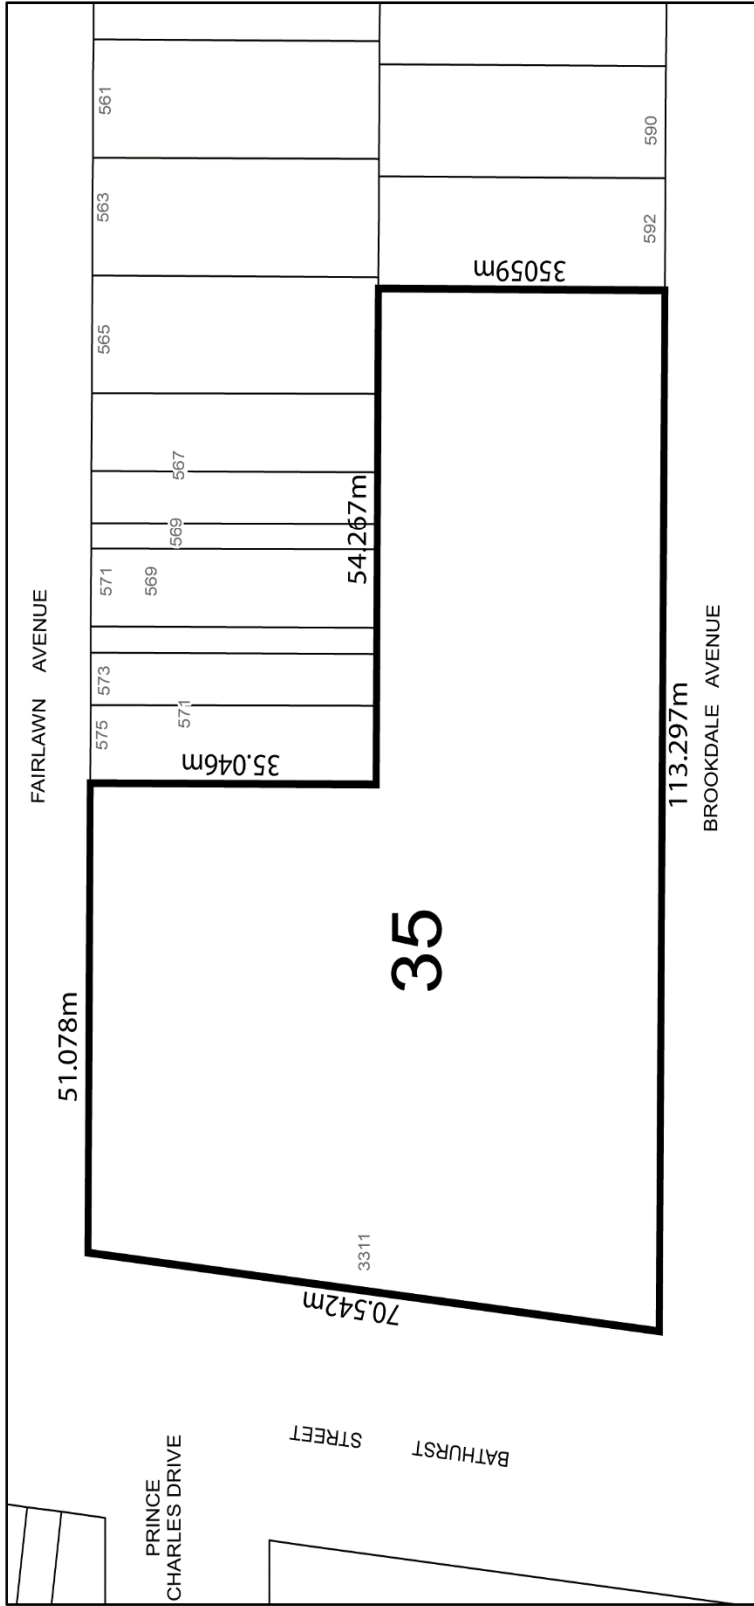 561
563
565
567
569
571
569
573
571
575
590
592
FAIRLAWN AVENUE
35059m
54.267m
35.046m
51.078m
113.297m
BROOKDALE AVENUE
35
3311
70.542m
BATHURST STREET
PRINCE
CHARLES DRIVE